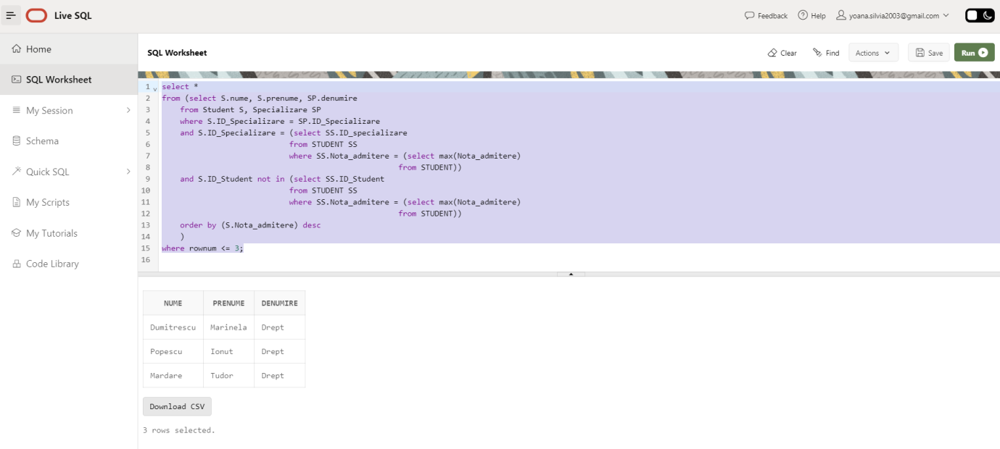 Live SQL
Feedback
Help
yoana.silvia2003@gmail.com
Home
SQL Worksheet
My Session
Schema
Quick SQL
My Scripts
My Tutorials
Code Library
SQL Worksheet
Clear
Find
Actions
Save
Run
1 select *
2 from (select S.nume, S.prenume, SP.denumire
3 from Student S, Specializare SP
4 where S.ID_Specializare = SP.ID_Specializare
5 and S.ID_Specializare = (select SS.ID_specializare
6 from STUDENT SS
7 where SS.Nota_admitere = (select max(Nota_admitere)
8 from STUDENT))
9 and S.ID_Student not in (select SS.ID_Student
10 from STUDENT SS
11 where SS.Nota_admitere = (select max(Nota_admitere)
12 from STUDENT))
13 order by (S.Nota_admitere) desc
14 )
15 where rownum <= 3;
16
NUME PRENUME DENUMIRE
Dumitrescu Marinela Drept
Popescu Ionut Drept
Mardare Tudor Drept
Download CSV
3 rows selected.